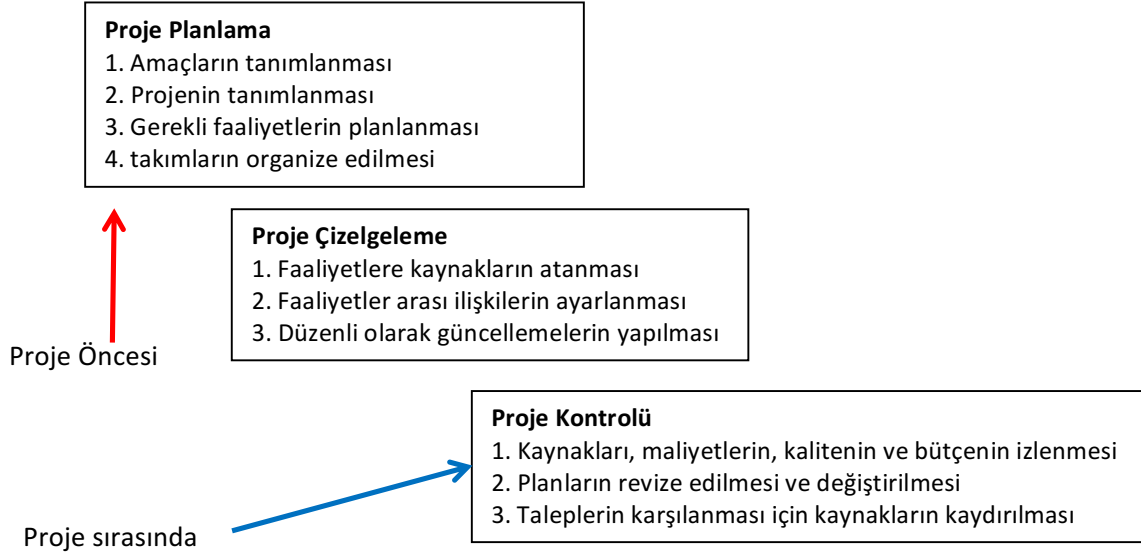 Proje Planlama
1. Amaçların tanımlanması
2. Projenin tanımlanması
3. Gerekli faaliyetlerin planlanması
4. takımların organize edilmesi
Proje Çizelgeleme
1. Faaliyetlere kaynakların atanması
2. Faaliyetler arası ilişkilerin ayarlanması
3. Düzenli olarak güncellemelerin yapılması
Proje Öncesi
Proje Kontrolü
1. Kaynakları, maliyetlerin, kalitenin ve bütçenin izlenmesi
2. Planların revize edilmesi ve değiştirilmesi
3. Taleplerin karşılanması için kaynakların kaydırılması
Proje sırasında